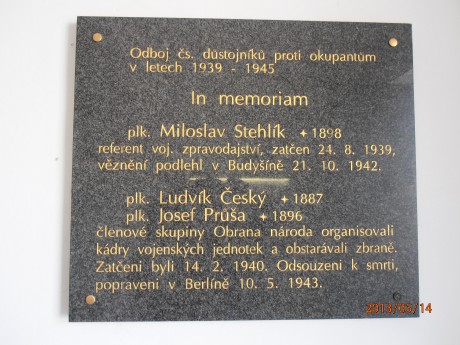 Odboj čs. důstojníků proti okupantům
v letech 1939 - 1945
In memoriam
plk. Miloslav Stehlík ✦ 1898
referent voj. zpravodajství, zatčen 24. 8. 1939,
věznění podlehl v Budyšíně 21. 10. 1942.
plk. Ludvík Český ✦ 1887
plk. Josef Průša ✦ 1896
členové skupiny Obrana národa organisovali
kádry vojenských jednotek a obstarávali zbraně.
Zatčeni byli 14. 2. 1940. Odsouzeni k smrti,
popraveni v Berlíně 10. 5. 1943.